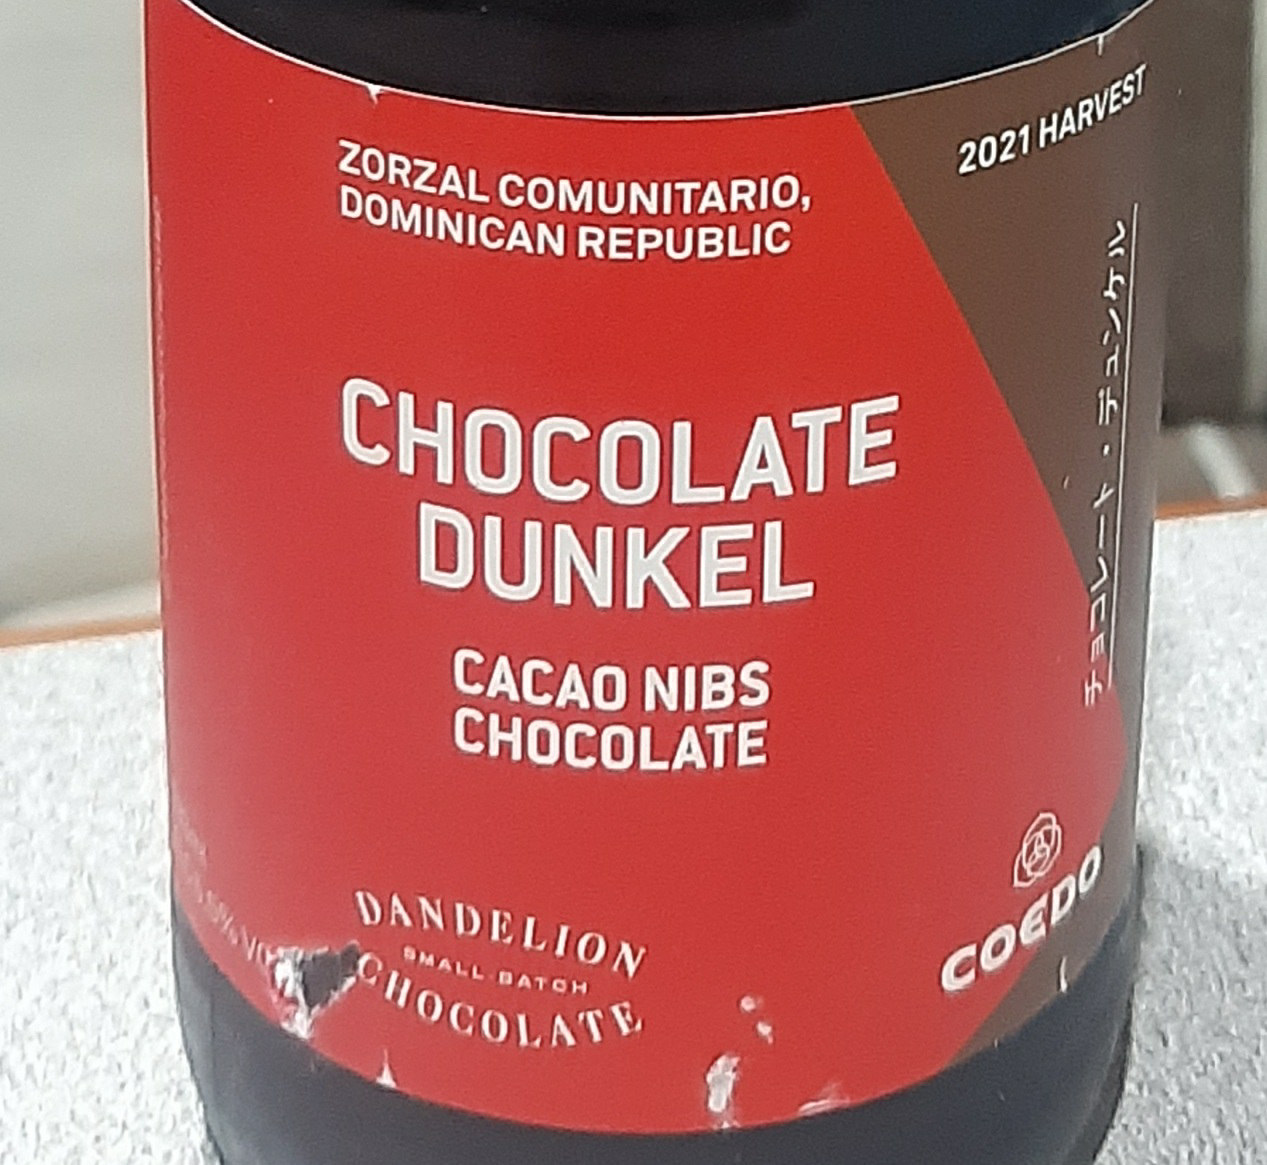 ZORZAL COMUNITARIO,
DOMINICAN REPUBLIC
2021 HARVEST
CHOCOLATE
DUNKEL
CACAO NIBS
CHOCOLATE
チョコレート・デュンケル
DANDELION
SMALL-BATCH
CHOCOLATE
COEDO